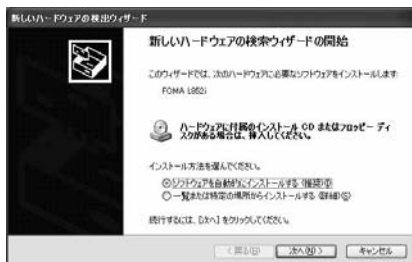 新しいハードウェアの検出ウィザード
新しいハードウェアの検索ウィザードの開始
このウィザードでは、次のハードウェアに必要なソフトウェアをインストールします:
FOMA L852i
ハードウェアに付属のインストール CD またはフロッピー ディ
スクがある場合は、挿入してください。
インストール方法を選んでください。
ソフトウェアを自動的にインストールする (推奨)(I)
一覧または特定の場所からインストールする (詳細)(S)
続行するには、[次へ] をクリックしてください。
< 戻る(B) 次へ(N) > キャンセル